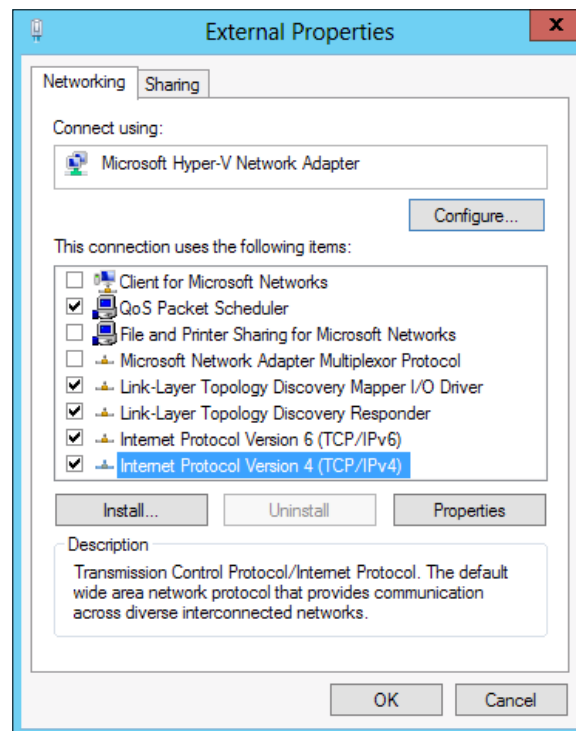 External Properties
x
Networking
Sharing
Connect using:
Microsoft Hyper-V Network Adapter
Configure...
This connection uses the following items:
Client for Microsoft Networks
QoS Packet Scheduler
File and Printer Sharing for Microsoft Networks
Microsoft Network Adapter Multiplexor Protocol
Link-Layer Topology Discovery Mapper I/O Driver
Link-Layer Topology Discovery Responder
Internet Protocol Version 6 (TCP/IPv6)
Internet Protocol Version 4 (TCP/IPv4)
Install...
Uninstall
Properties
Description
Transmission Control Protocol/Internet Protocol. The default
wide area network protocol that provides communication
across diverse interconnected networks.
OK
Cancel